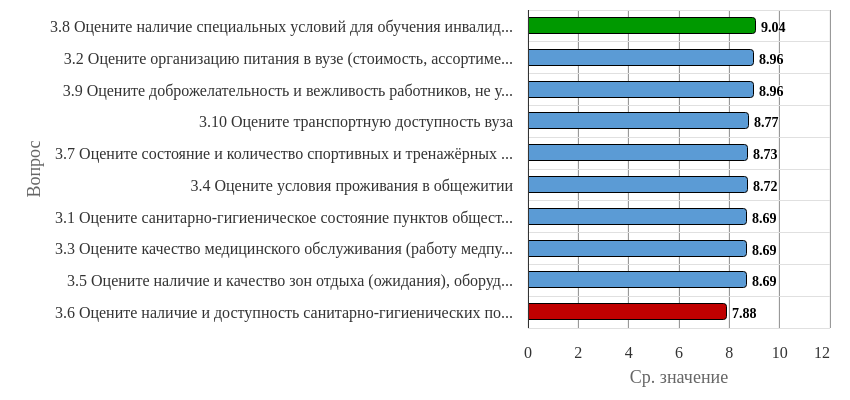 3.8 Оцените наличие специальных условий для обучения инвалид... 9.04
3.2 Оцените организацию питания в вузе (стоимость, ассортиме... 8.96
3.9 Оцените доброжелательность и вежливость работников, не у... 8.96
3.10 Оцените транспортную доступность вуза 8.77
3.7 Оцените состояние и количество спортивных и тренажёрных ... 8.73
3.4 Оцените условия проживания в общежитии 8.72
3.1 Оцените санитарно-гигиеническое состояние пунктов общест... 8.69
3.3 Оцените качество медицинского обслуживания (работу медпу... 8.69
3.5 Оцените наличие и качество зон отдыха (ожидания), оборуд... 8.69
3.6 Оцените наличие и доступность санитарно-гигиенических по... 7.88
Вопрос
0 2 4 6 8 10 12
Ср. значение